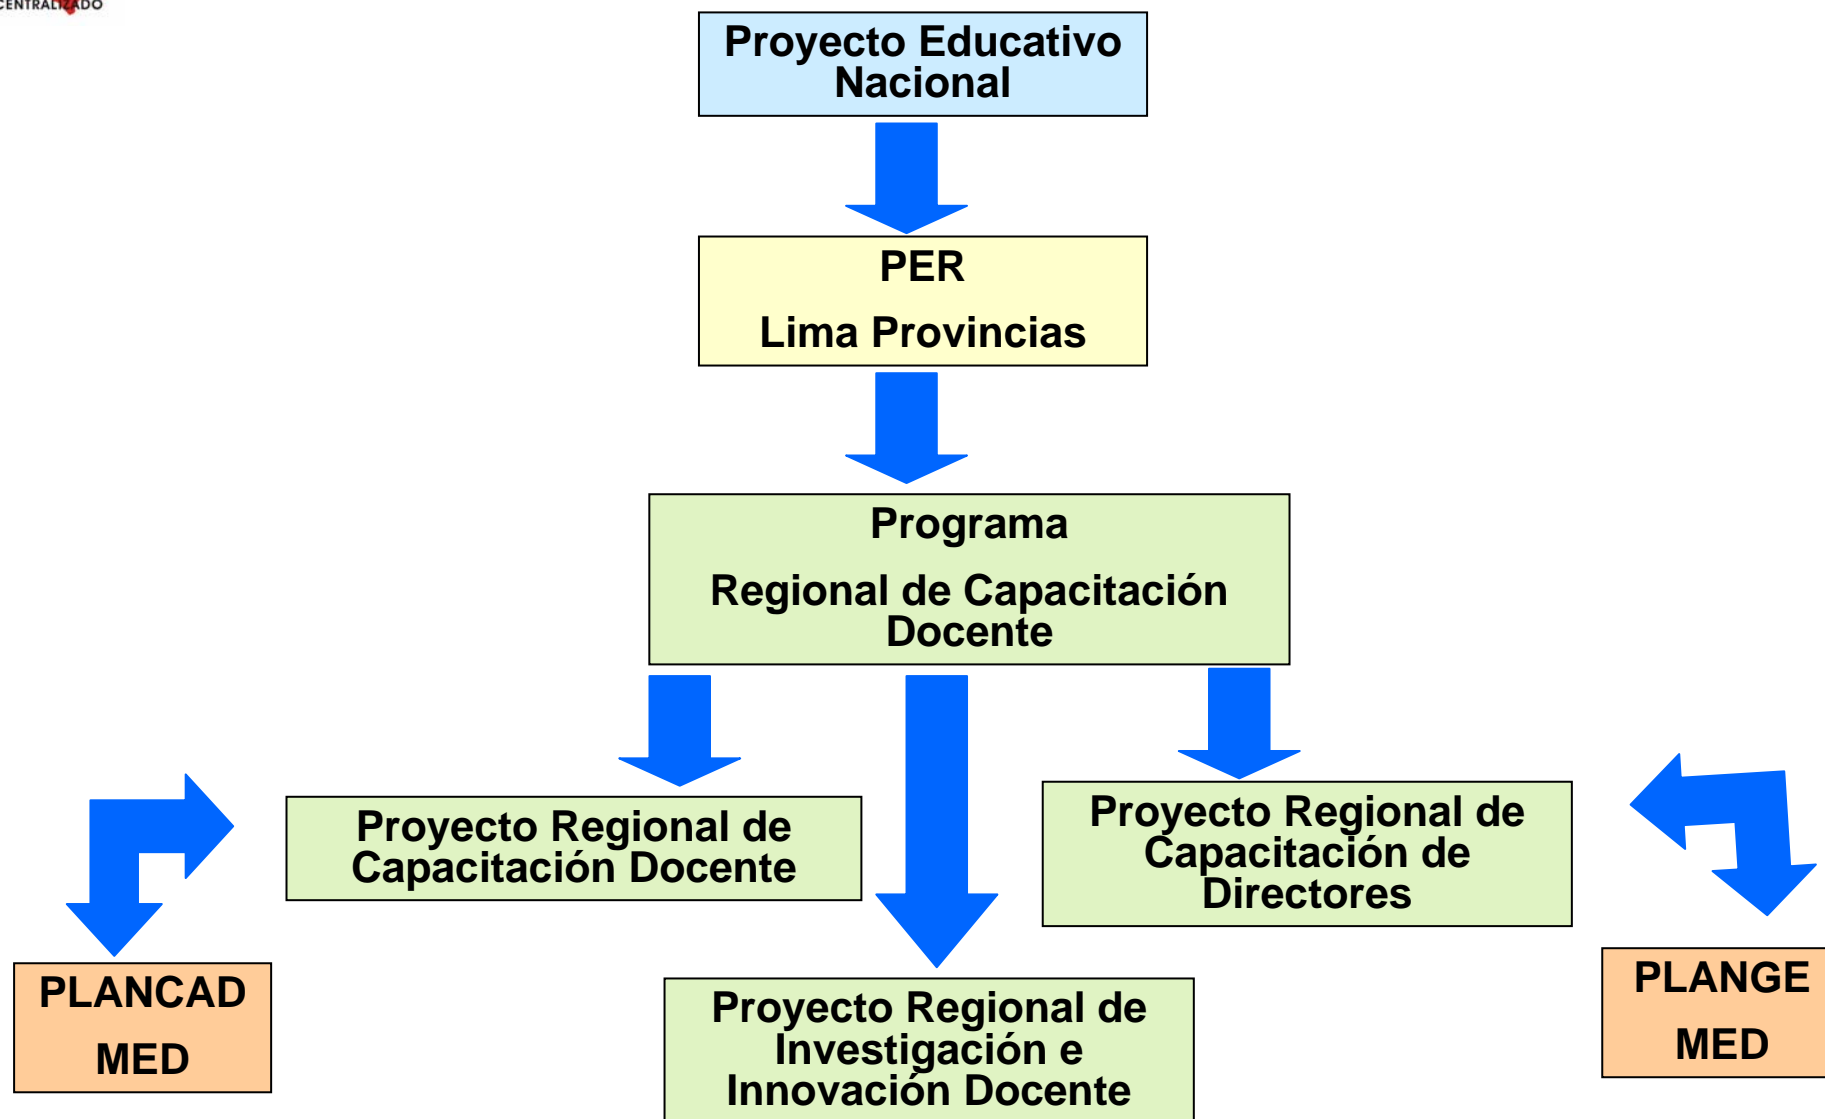 CENTRALIZADO
Proyecto Educativo
Nacional
PER
Lima Provincias
Programa
Regional de Capacitación
Docente
Proyecto Regional de
Capacitación Docente
Proyecto Regional de
Capacitación de
Directores
PLANCAD
MED
Proyecto Regional de
Investigación e
Innovación Docente
PLANGE
MED